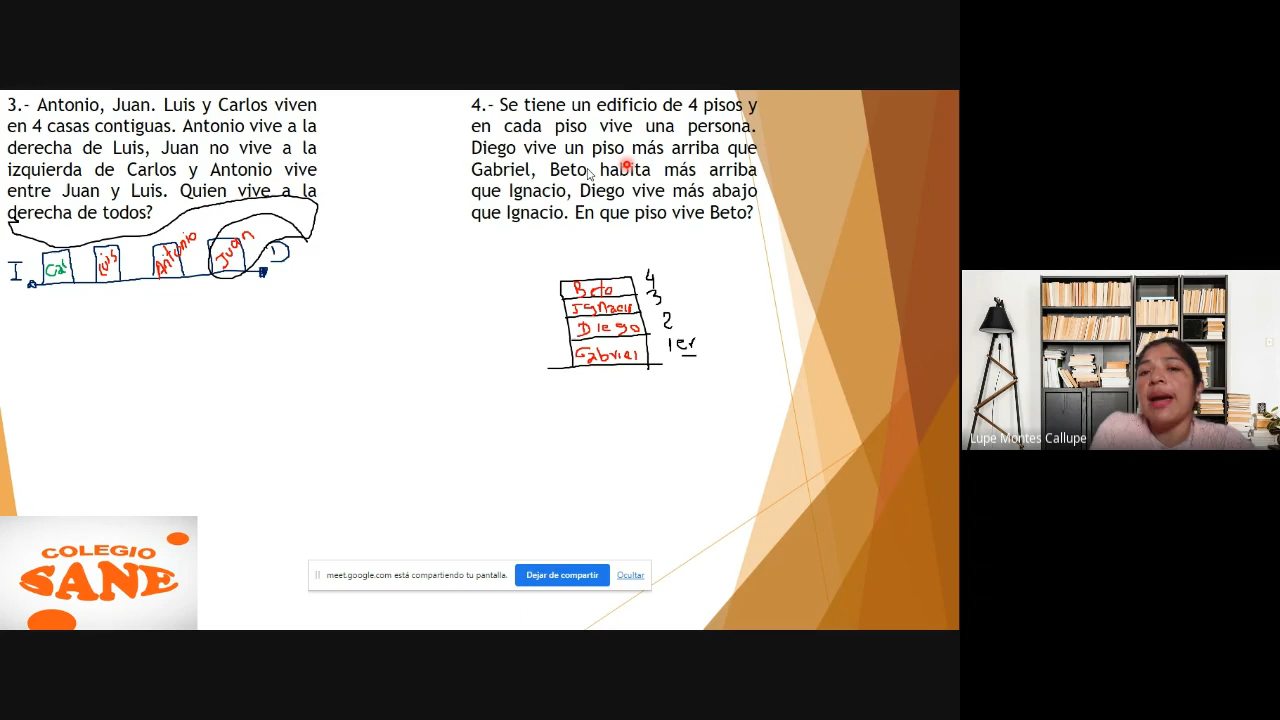 3.- Antonio, Juan. Luis y Carlos viven
en 4 casas contiguas. Antonio vive a la
derecha de Luis, Juan no vive a la
izquierda de Carlos y Antonio vive
entre Juan y Luis. Quien vive a la
derecha de todos?
I
Luis
Antonio
Juan
D
4.- Se tiene un edificio de 4 pisos y
en cada piso vive una persona.
Diego vive un piso más arriba que
Gabriel, Beto habita más arriba
que Ignacio, Diego vive más abajo
que Ignacio. En que piso vive Beto?
Beto 4
Ignacio 3
Diego 2
Gabriel 1er
Lupe Montes Callupe
COLEGIO
SANE
meet.google.com está compartiendo tu pantalla. Dejar de compartir Ocultar